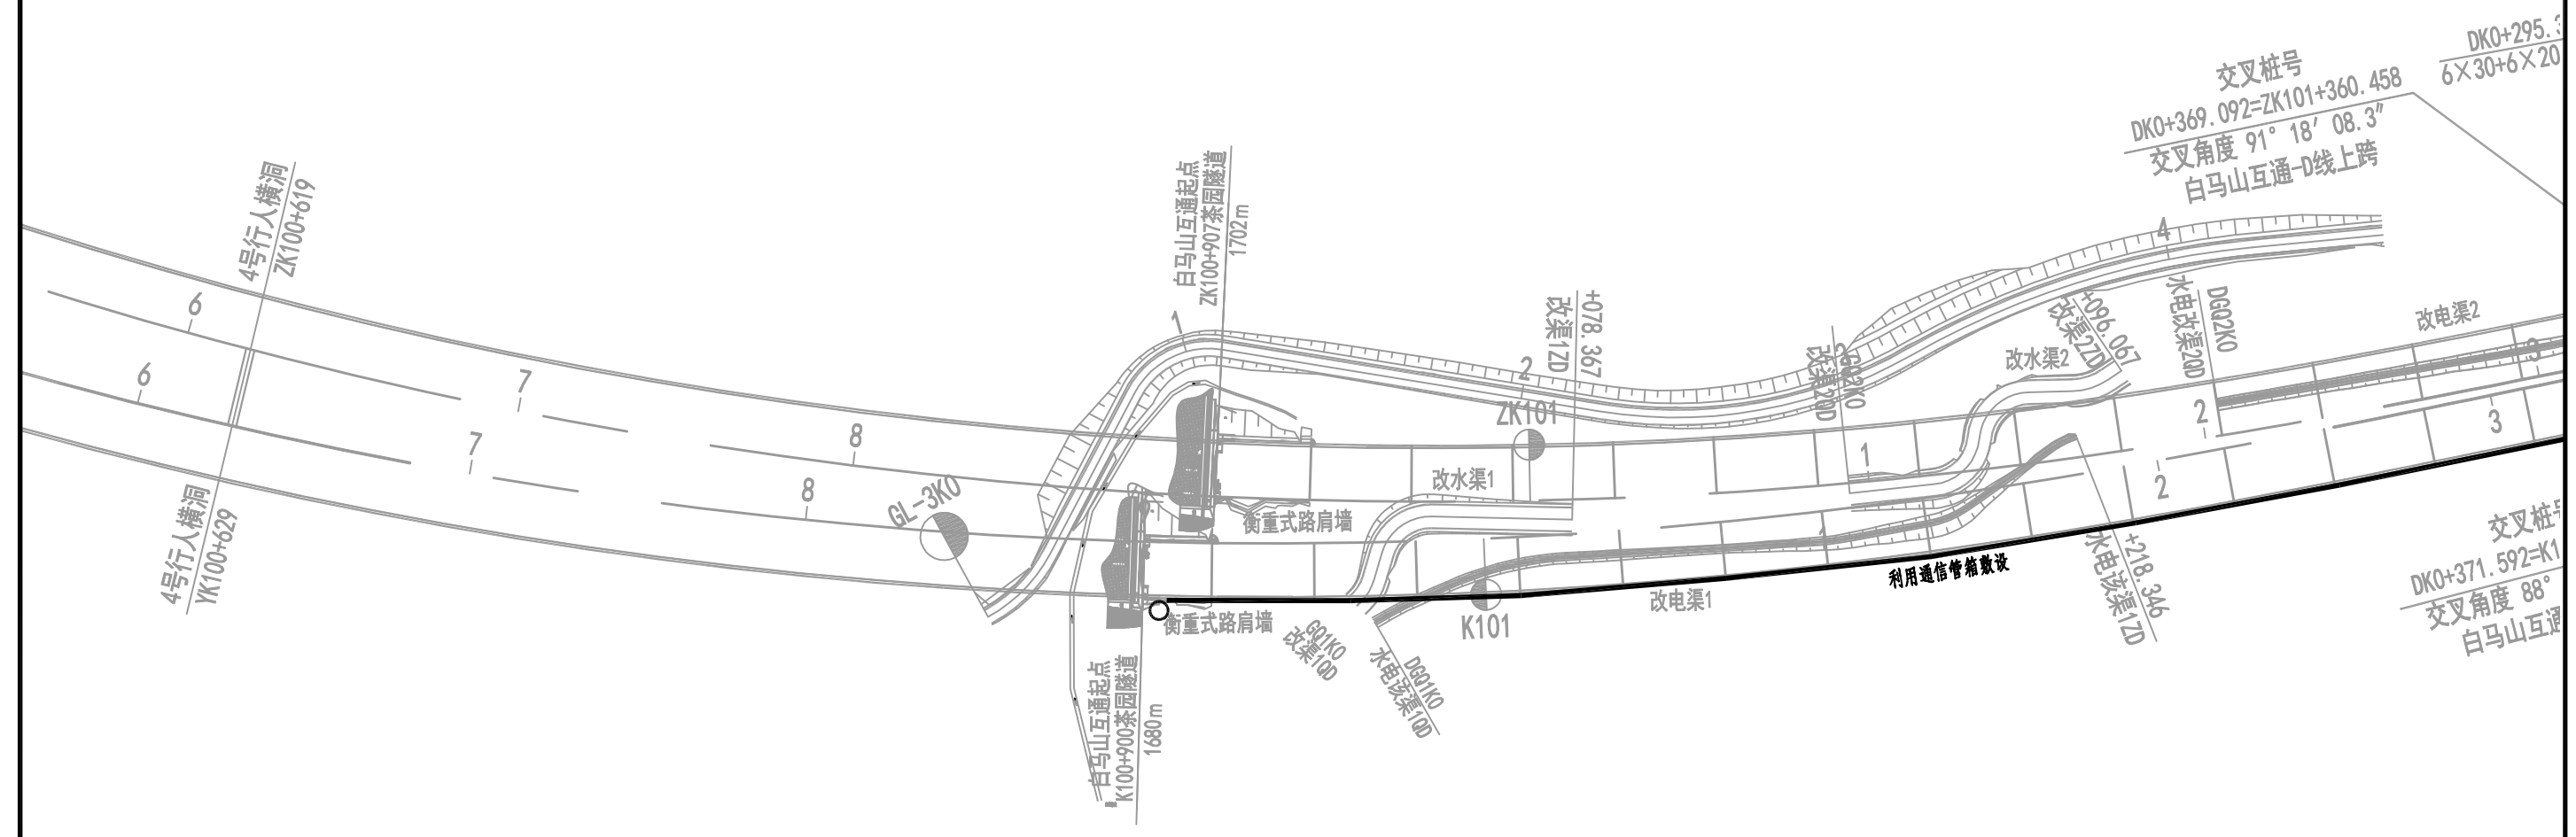 DK0+295.3
6×30+6×20
交叉桩号
DK0+369.092=ZK101+360.458
交叉角度 91° 18′ 08.3″
白马山互通-D线上跨
4号行人横洞
ZK100+619
白马山互通起点
ZK100+907茶园隧道
1702m
6
7
8
6
7
8
4号行人横洞
YK100+629
GL-3K0
1
2
4
改渠1ZD
+078.367
ZK101
改渠2QD
GQ2K0
改水渠2
+096.067
改渠2ZD
水电改渠2QD
DGQ2K0
改电渠2
3
改水渠1
衡重式路肩墙
1
2
3
1
2
利用通信管箱敷设
衡重式路肩墙
K101
改电渠1
GQ1K0
改渠1QD
DGQ1K0
水电该渠1QD
+218.346
水电该渠1ZD
白马山互通起点
K100+900茶园隧道
1680m
交叉桩号
DK0+371.592=K1
交叉角度 88°
白马山互通